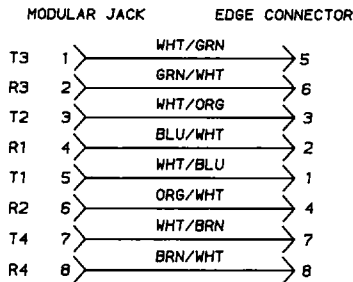 MODULAR JACK EDGE CONNECTOR
T3 1 WHT/GRN 5
R3 2 GRN/WHT 6
T2 3 WHT/ORG 3
R1 4 BLU/WHT 2
T1 5 WHT/BLU 1
R2 6 ORG/WHT 4
T4 7 WHT/BRN 7
R4 8 BRN/WHT 8